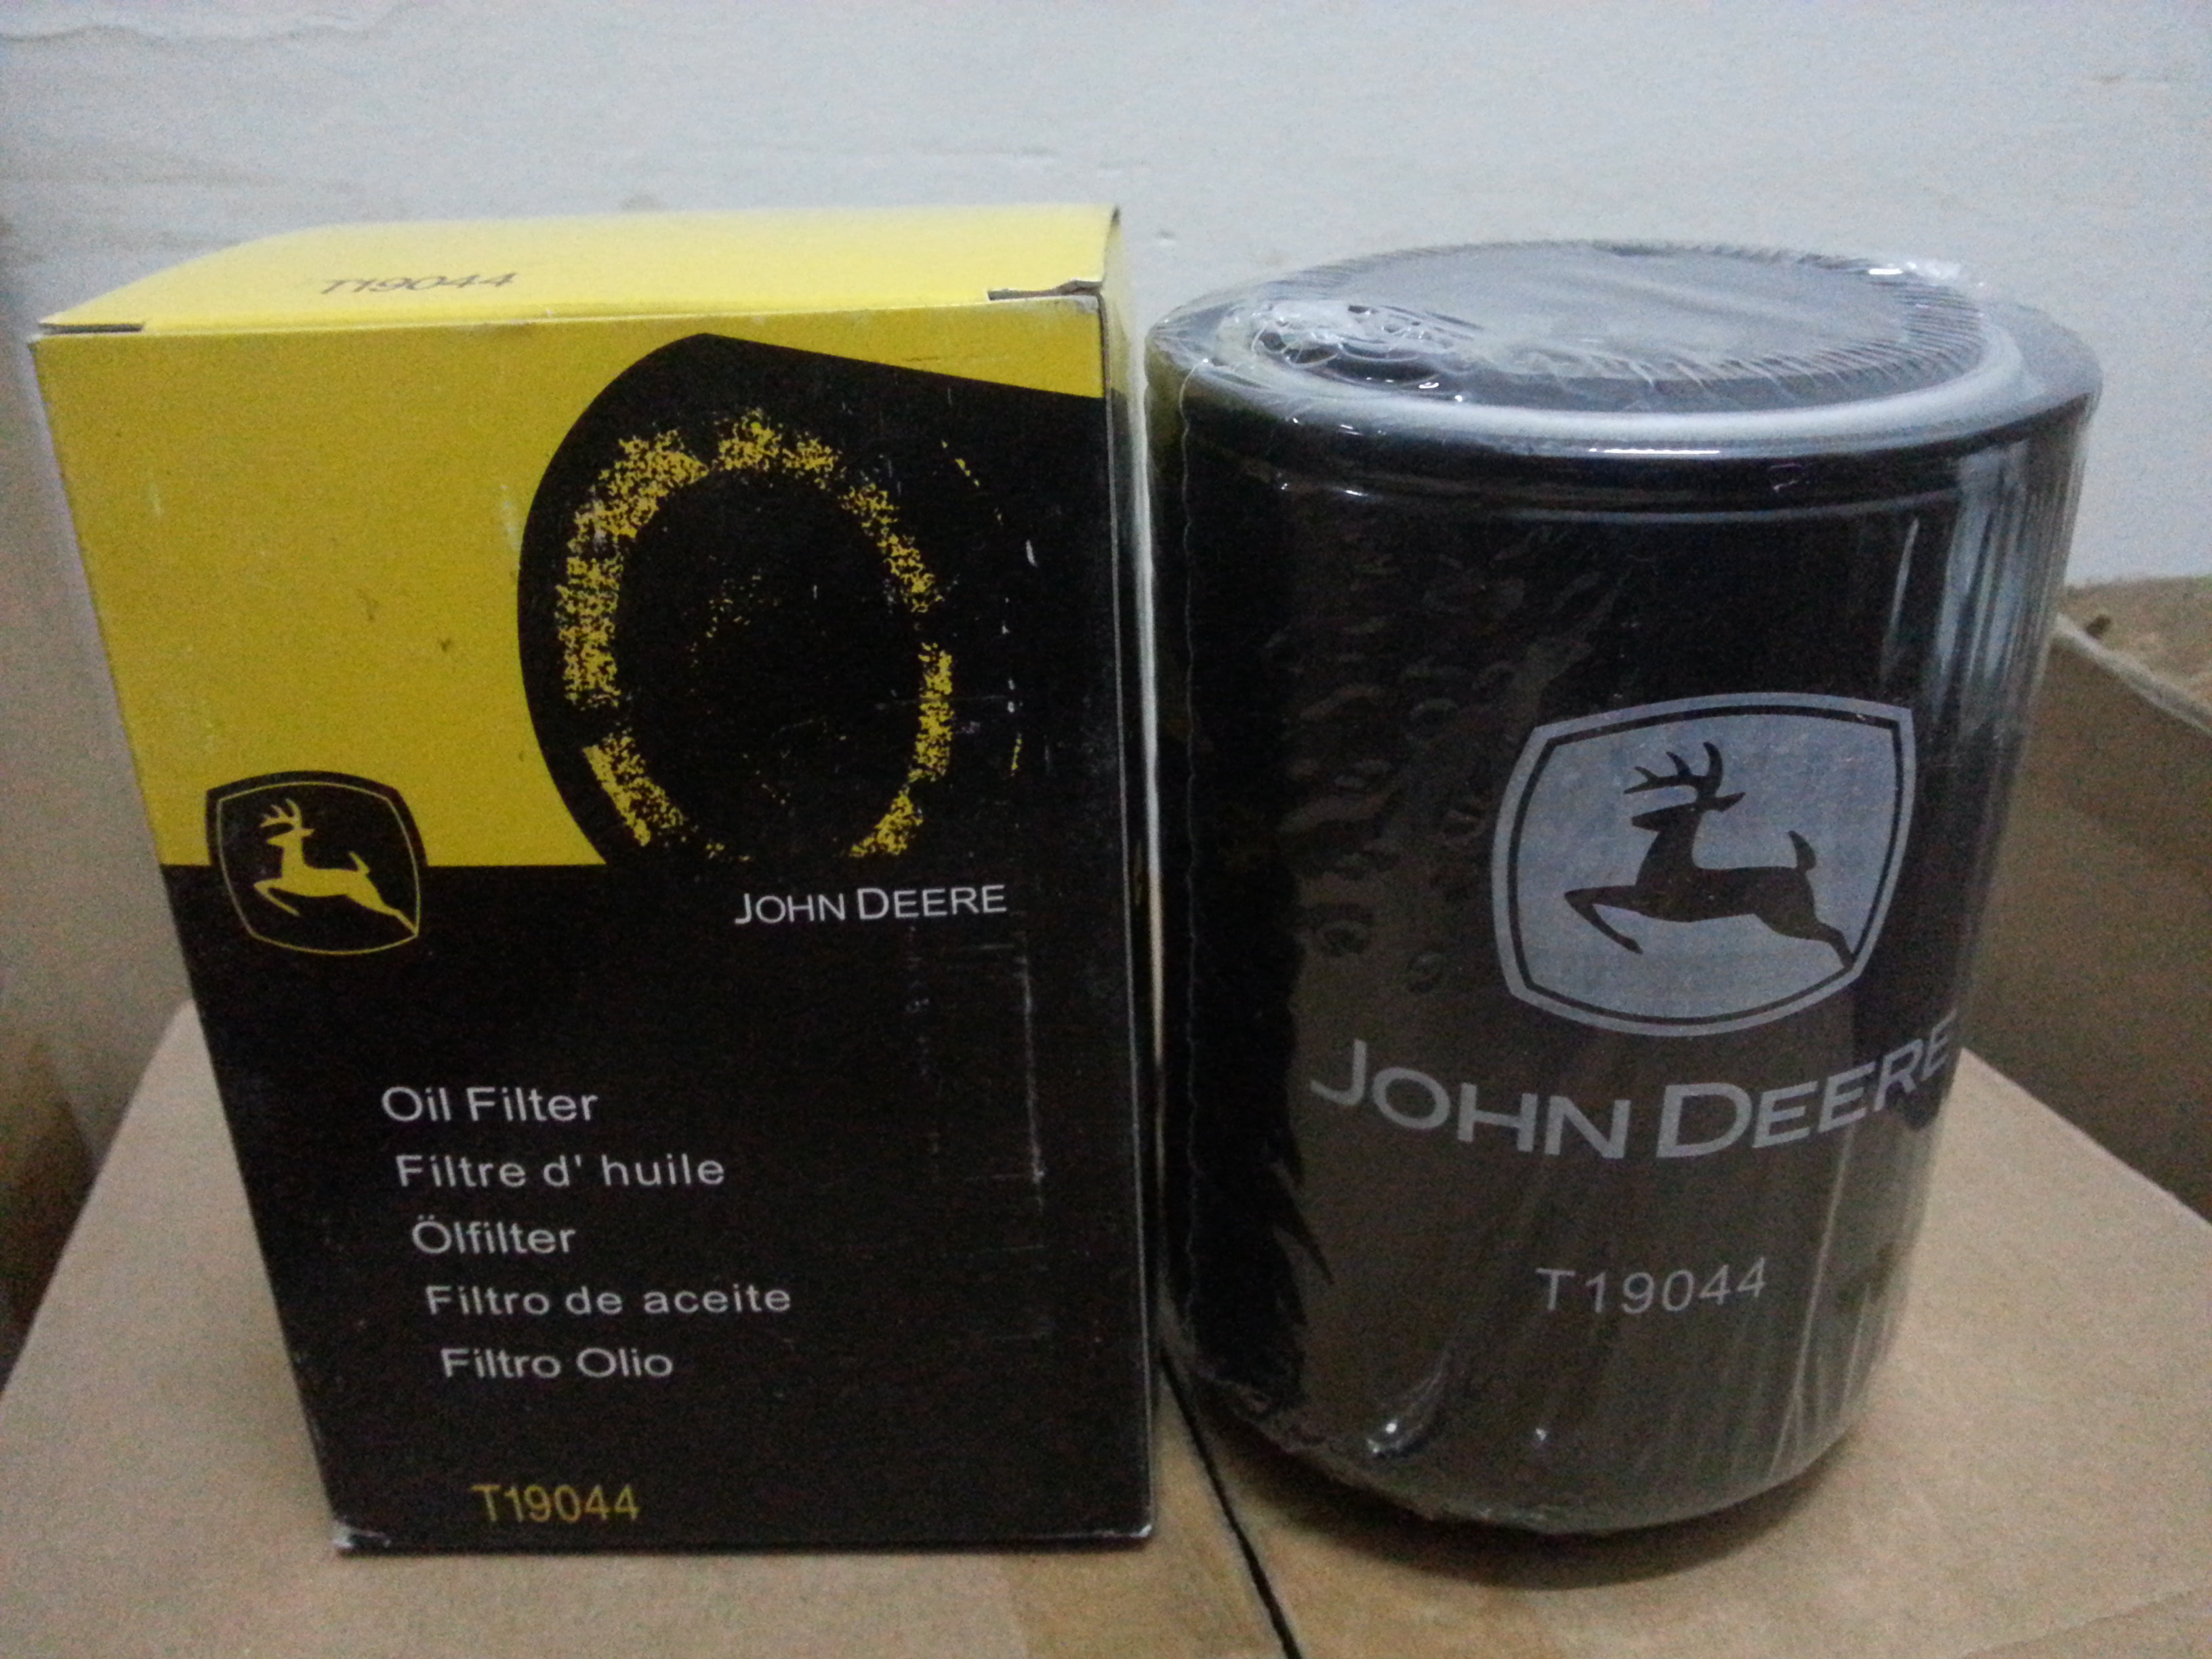 T19044
JOHN DEERE
Oil Filter
Filtre d' huile
Ölfilter
Filtro de aceite
Filtro Olio
T19044
JOHN DEERE
T19044